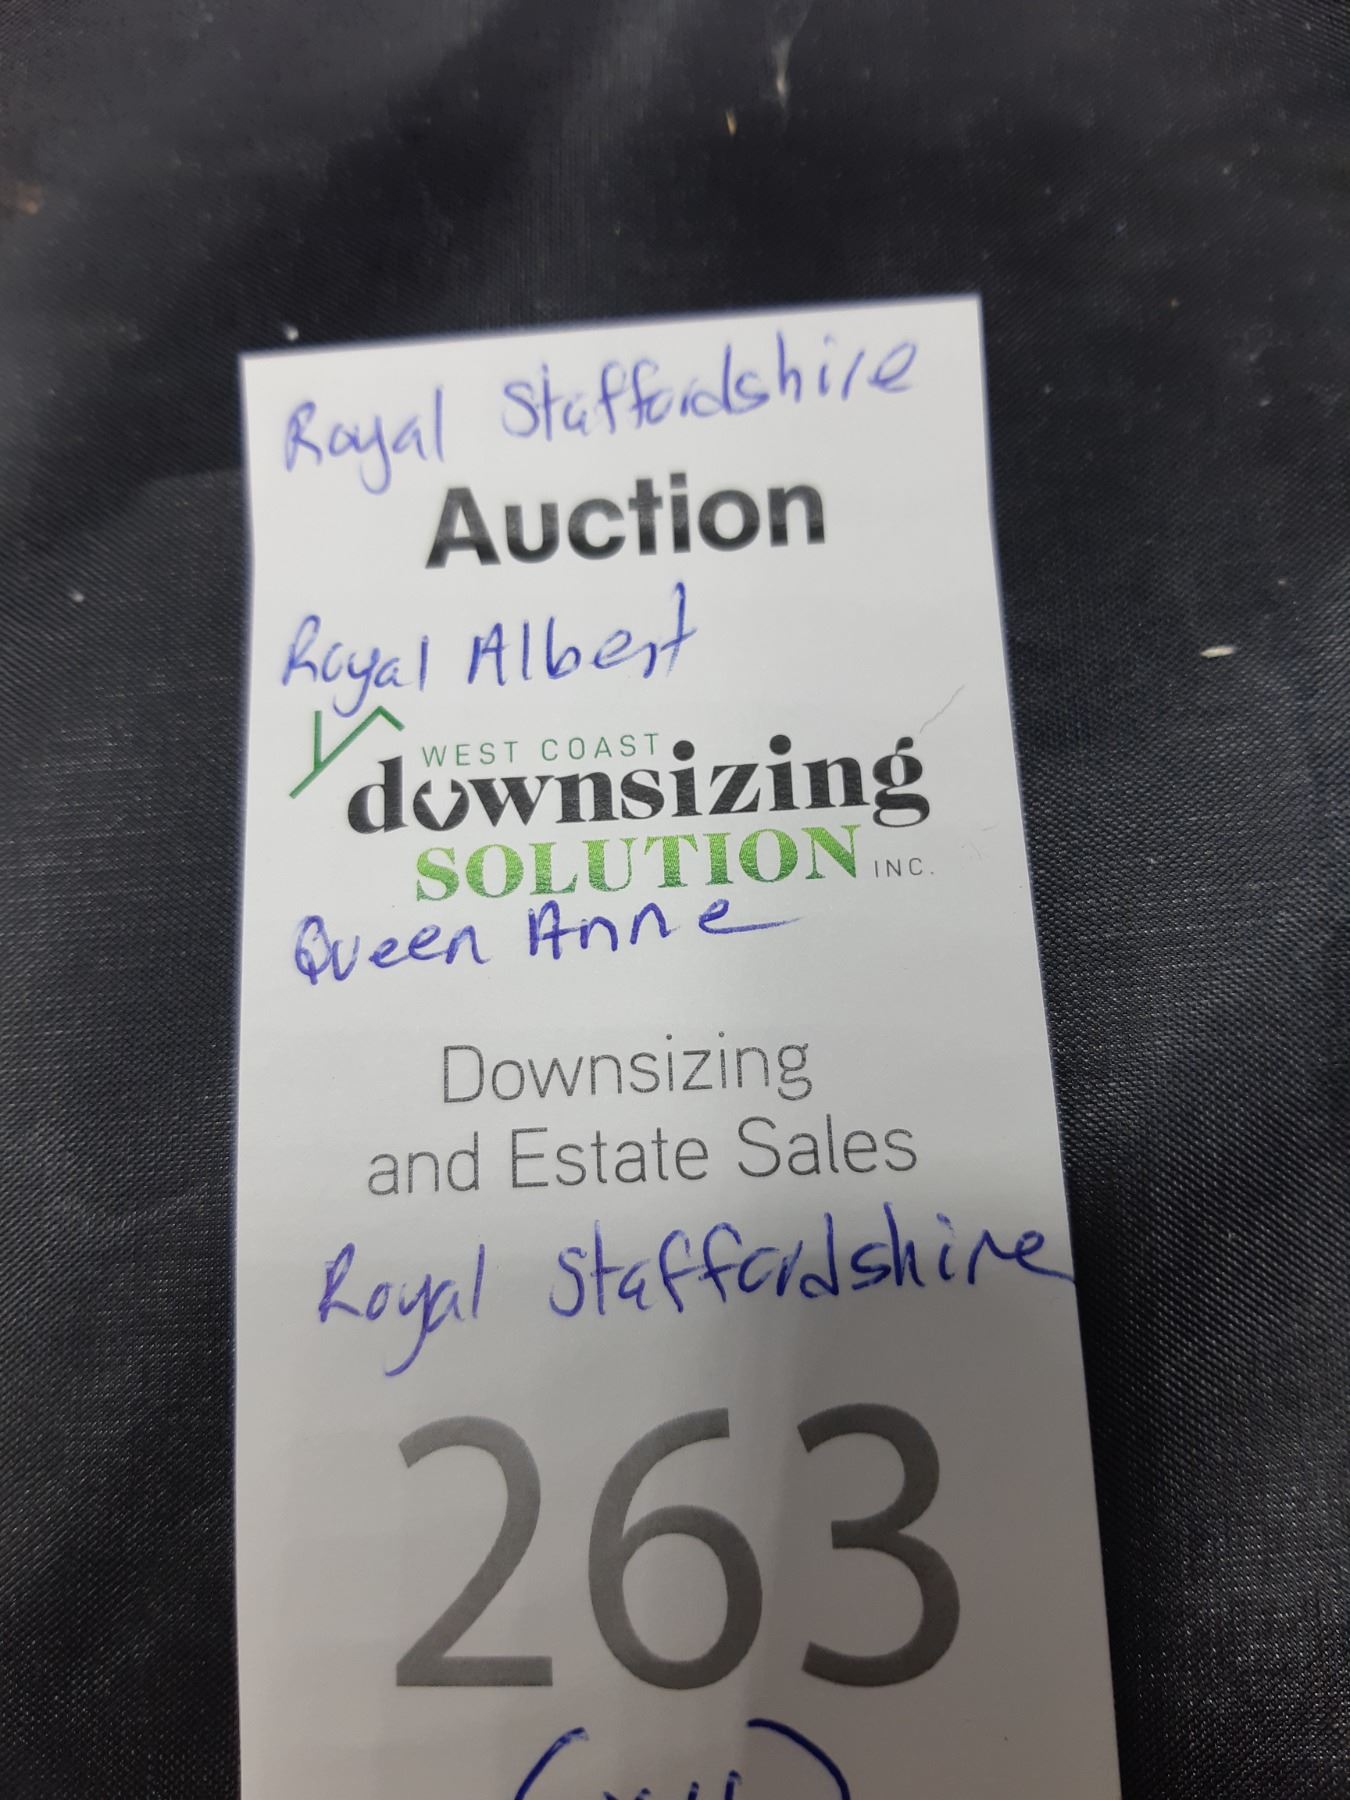 Royal Staffordshire
Auction
Royal Albert
WEST COAST
downsizing
SOLUTION INC.
Queen Anne
Downsizing
and Estate Sales
Royal Staffordshire
263